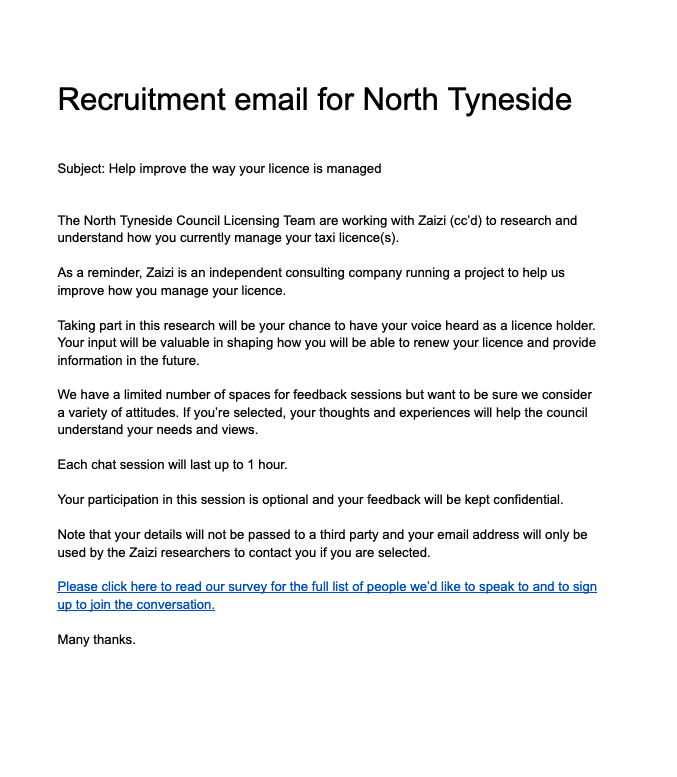 Recruitment email for North Tyneside
Subject: Help improve the way your licence is managed
The North Tyneside Council Licensing Team are working with Zaizi (cc’d) to research and
understand how you currently manage your taxi licence(s).
As a reminder, Zaizi is an independent consulting company running a project to help us
improve how you manage your licence.
Taking part in this research will be your chance to have your voice heard as a licence holder.
Your input will be valuable in shaping how you will be able to renew your licence and provide
information in the future.
We have a limited number of spaces for feedback sessions but want to be sure we consider
a variety of attitudes. If you’re selected, your thoughts and experiences will help the council
understand your needs and views.
Each chat session will last up to 1 hour.
Your participation in this session is optional and your feedback will be kept confidential.
Note that your details will not be passed to a third party and your email address will only be
used by the Zaizi researchers to contact you if you are selected.
Please click here to read our survey for the full list of people we’d like to speak to and to sign
up to join the conversation.
Many thanks.